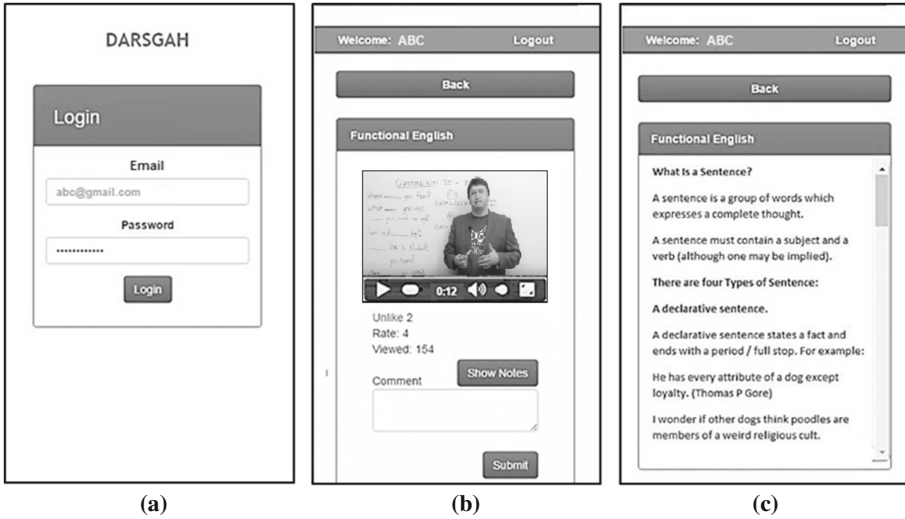 DARSGAH
Login
Email
abc@gmail.com
Password
Login
(a)
Welcome: ABC Logout
Back
Functional English
0:12
Unlike 2
Rate: 4
Viewed: 154
Show Notes
Comment
Submit
(b)
Welcome: ABC Logout
Back
Functional English
What Is a Sentence?
A sentence is a group of words which
expresses a complete thought.
A sentence must contain a subject and a
verb (although one may be implied).
There are four Types of Sentence:
A declarative sentence.
A declarative sentence states a fact and
ends with a period / full stop. For example:
He has every attribute of a dog except
loyalty. (Thomas P Gore)
I wonder if other dogs think poodles are
members of a weird religious cult.
(c)